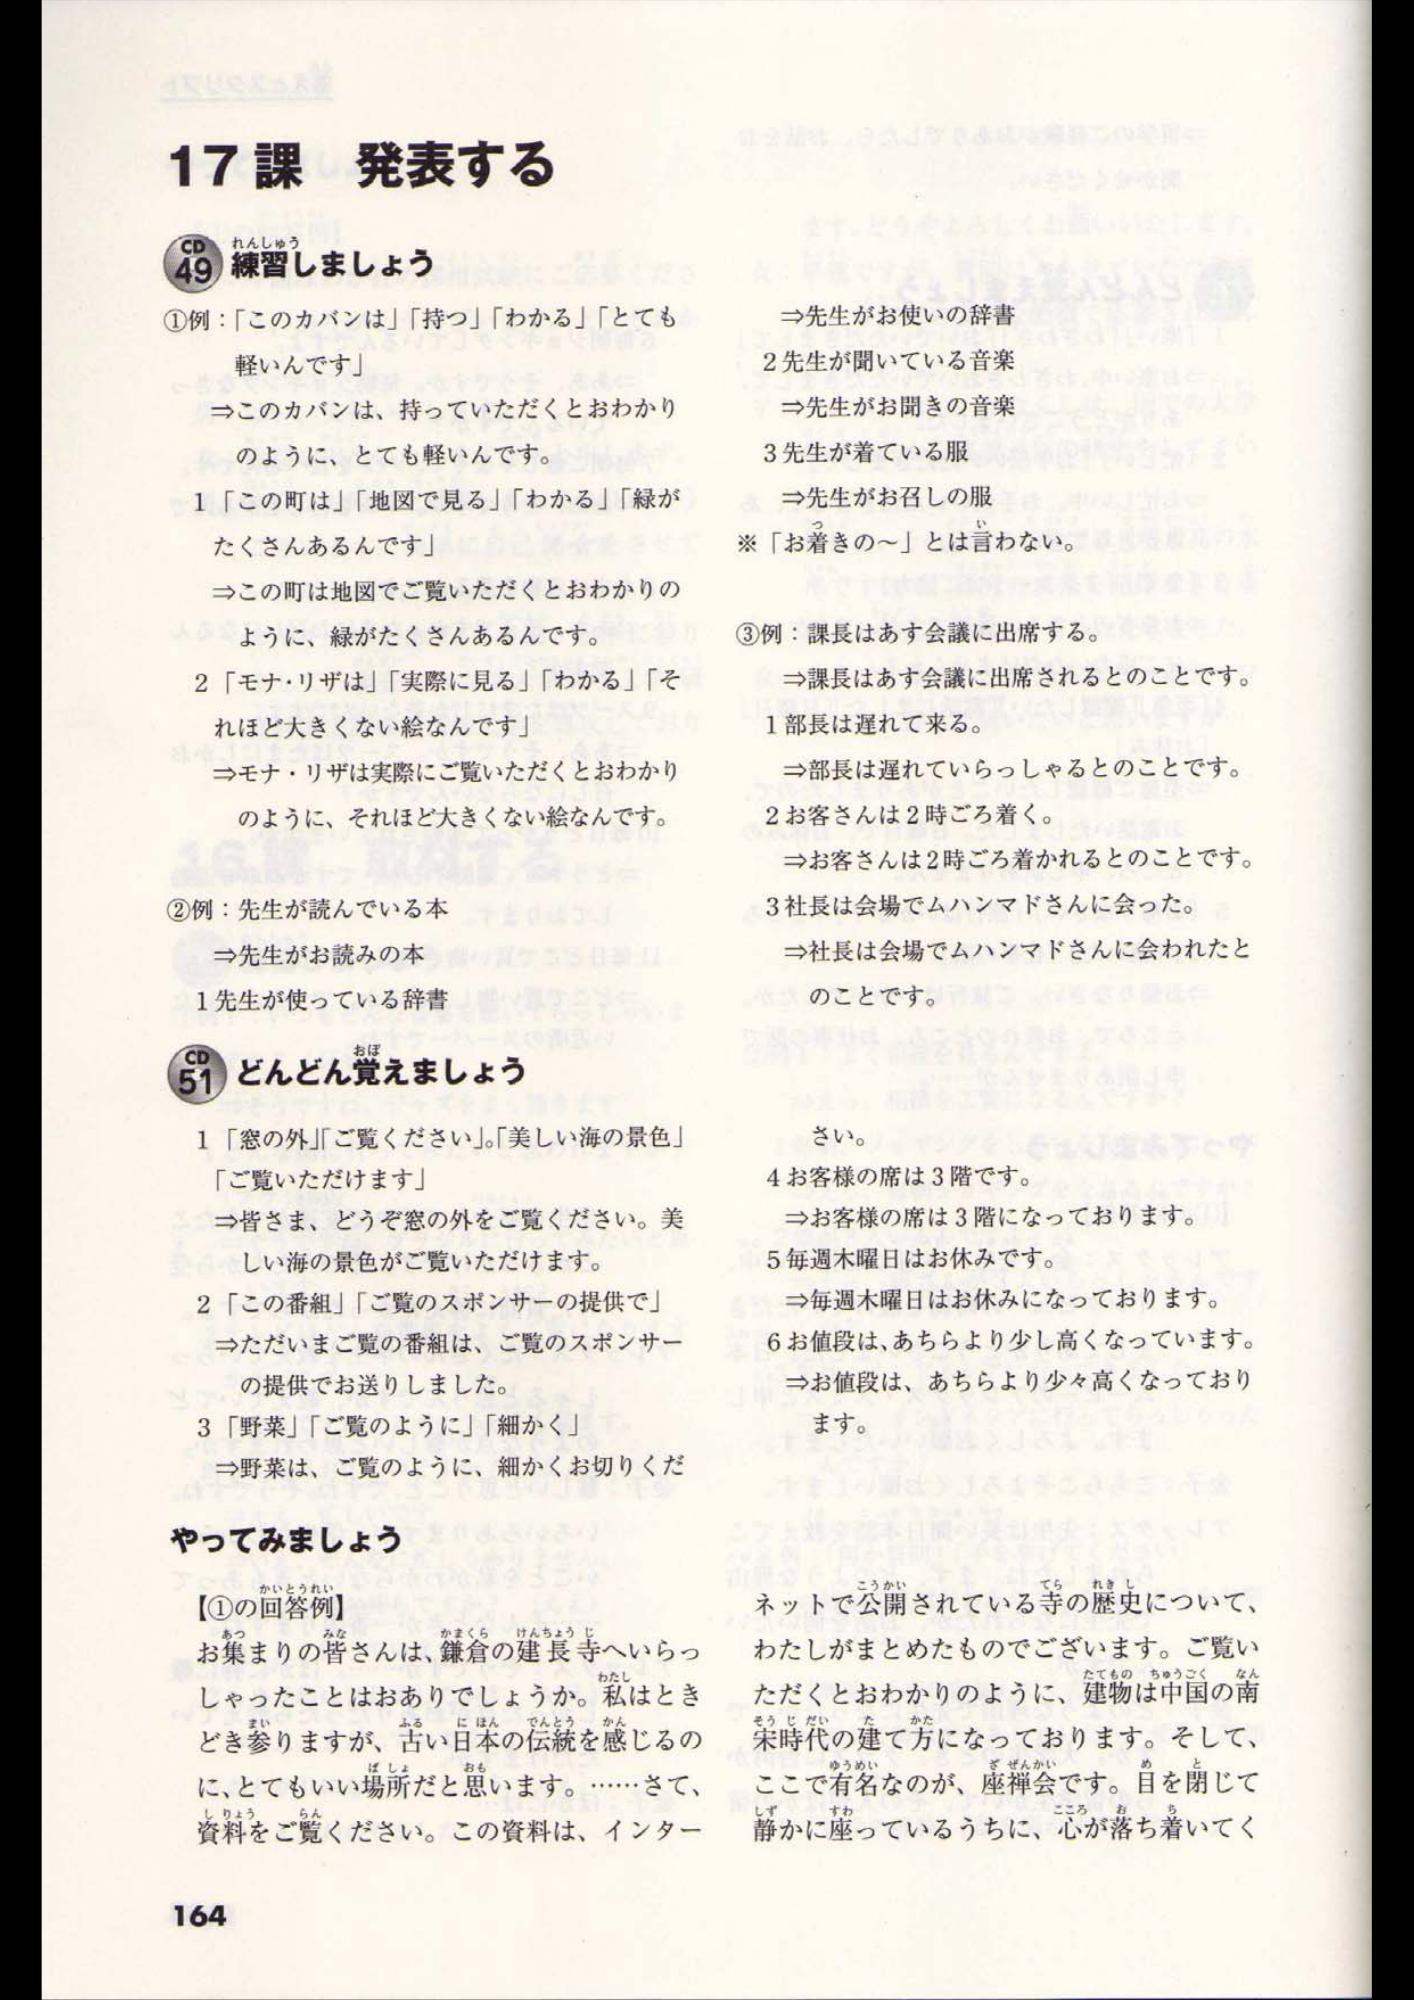 17課　発表する
CD 49 練習しましょう
①例：「このカバンは」「持つ」「わかる」「とても
軽いんです」
⇒このカバンは、持っていただくとおわかり
のように、とても軽いんです。
1「この町は」「地図で見る」「わかる」「緑が
たくさんあるんです」
⇒この町は地図でご覧いただくとおわかりの
ように、緑がたくさんあるんです。
2「モナ・リザは」「実際に見る」「わかる」「そ
れほど大きくない絵なんです」
⇒モナ・リザは実際にご覧いただくとおわかり
のように、それほど大きくない絵なんです。
②例：先生が読んでいる本
⇒先生がお読みの本
1先生が使っている辞書
⇒先生がお使いの辞書
2先生が聞いている音楽
⇒先生がお聞きの音楽
3先生が着ている服
⇒先生がお召しの服
※「お着きの～」とは言わない。
③例：課長はあす会議に出席する。
⇒課長はあす会議に出席されるとのことです。
1部長は遅れて来る。
⇒部長は遅れていらっしゃるとのことです。
2お客さんは2時ごろ着く。
⇒お客さんは2時ごろ着かれるとのことです。
3社長は会場でムハンマドさんに会った。
⇒社長は会場でムハンマドさんに会われたと
のことです。
CD 51 どんどん覚えましょう
1「窓の外」「ご覧ください」。「美しい海の景色」
「ご覧いただけます」
⇒皆さま、どうぞ窓の外をご覧ください。美
しい海の景色がご覧いただけます。
2「この番組」「ご覧のスポンサーの提供で」
⇒ただいまご覧の番組は、ご覧のスポンサー
の提供でお送りしました。
3「野菜」「ご覧のように」「細かく」
⇒野菜は、ご覧のように、細かくお切りくだ
さい。
4お客様の席は3階です。
⇒お客様の席は3階になっております。
5毎週木曜日はお休みです。
⇒毎週木曜日はお休みになっております。
6お値段は、あちらより少し高くなっています。
⇒お値段は、あちらより少々高くなっており
ます。
やってみましょう
【①の回答例】
お集まりの皆さんは、鎌倉の建長寺へいらっ
しゃったことはおありでしょうか。私はとき
どき参りますが、古い日本の伝統を感じるの
に、とてもいい場所だと思います。……さて、
資料をご覧ください。この資料は、インター
ネットで公開されている寺の歴史について、
わたしがまとめたものでございます。ご覧い
ただくとおわかりのように、建物は中国の南
宋時代の建て方になっております。そして、
ここで有名なのが、座禅会です。目を閉じて
静かに座っているうちに、心が落ち着いてく
164